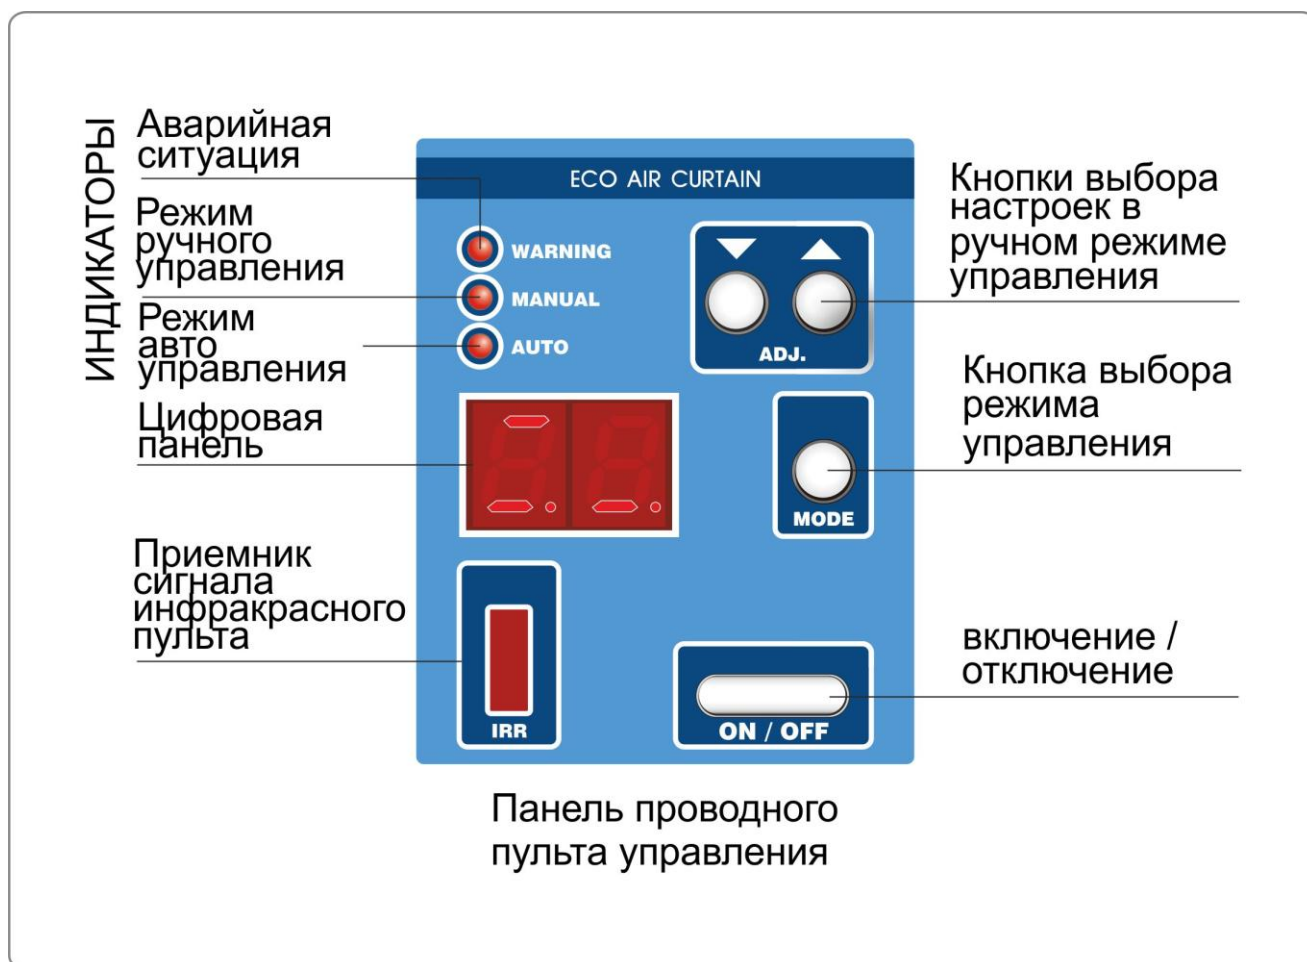 ИНДИКАТОРЫ
Аварийная
ситуация
Режим
ручного
управления
Режим
авто
управления
Цифровая
панель
Приемник
сигнала
инфракрасного
пульта
ECO AIR CURTAIN
WARNING
MANUAL
AUTO
ADJ.
MODE
IRR
ON / OFF
Кнопки выбора
настроек в
ручном режиме
управления
Кнопка выбора
режима
управления
включение /
отключение
Панель проводного
пульта управления